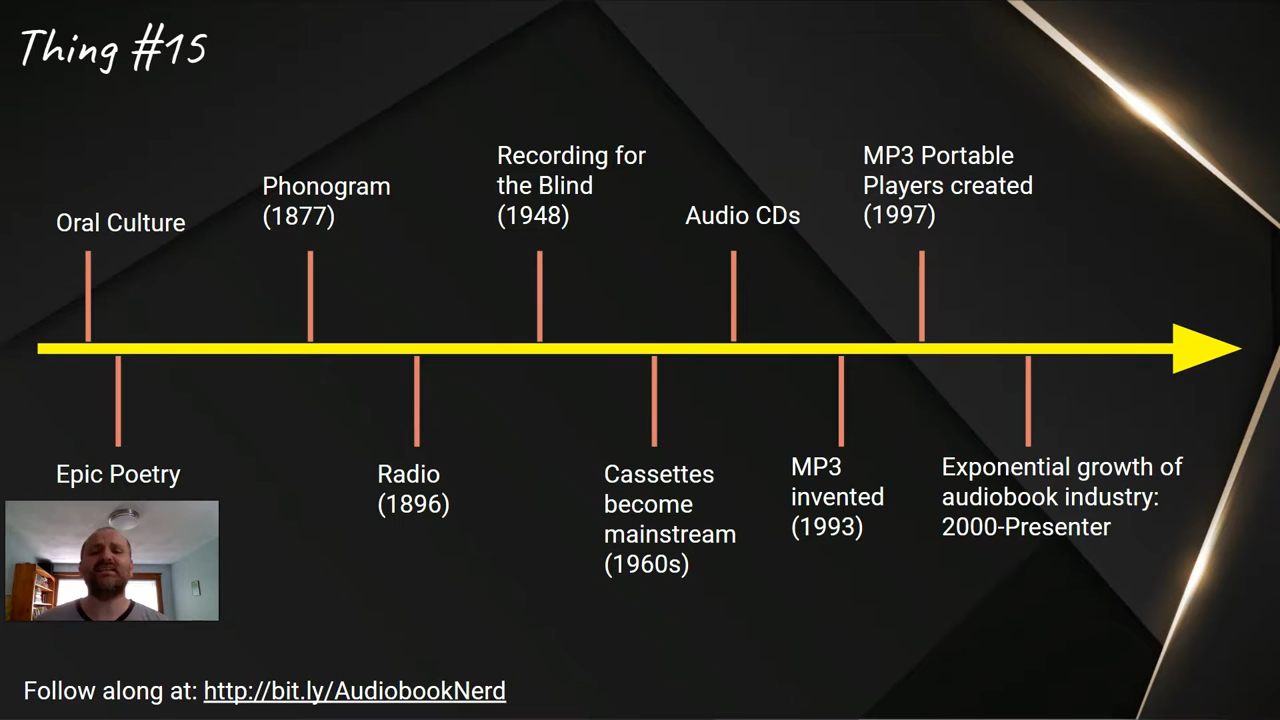 Thing #15
Oral Culture
Phonogram
(1877)
Recording for
the Blind
(1948)
Audio CDs
MP3 Portable
Players created
(1997)
Epic Poetry
Radio
(1896)
Cassettes
become
mainstream
(1960s)
MP3
invented
(1993)
Exponential growth of
audiobook industry:
2000-Presenter
Follow along at: http://bit.ly/AudiobookNerd